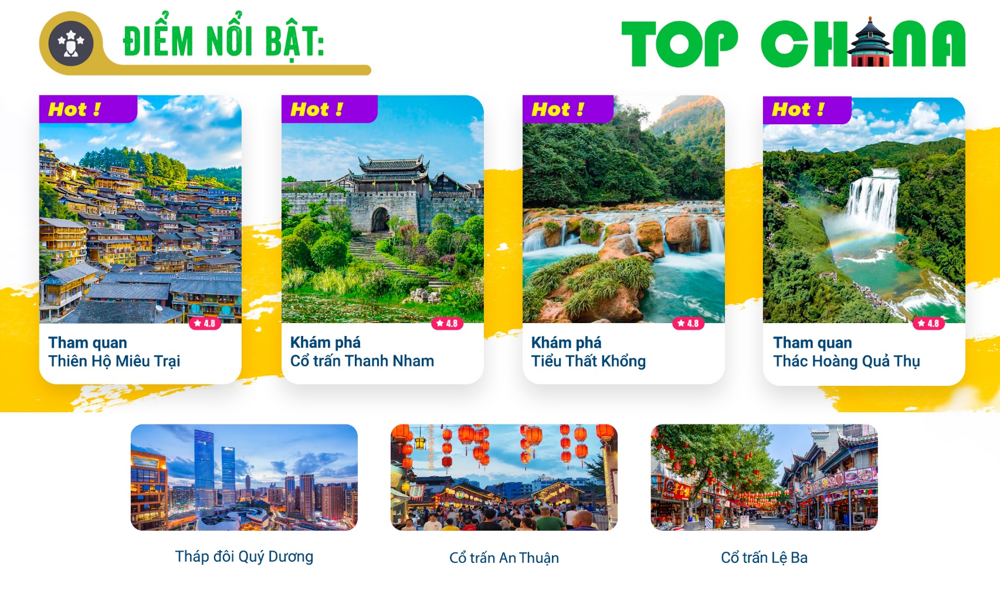 ĐIỂM NỔI BẬT:
TOP CHINA
Hot !
Hot !
Hot !
Hot !
4.8
4.8
4.8
4.8
Tham quan
Thiên Hộ Miêu Trại
Khám phá
Cổ trấn Thanh Nham
Khám phá
Tiểu Thất Khổng
Tham quan
Thác Hoàng Quả Thụ
Tháp đôi Quý Dương
Cổ trấn An Thuận
Cổ trấn Lệ Ba